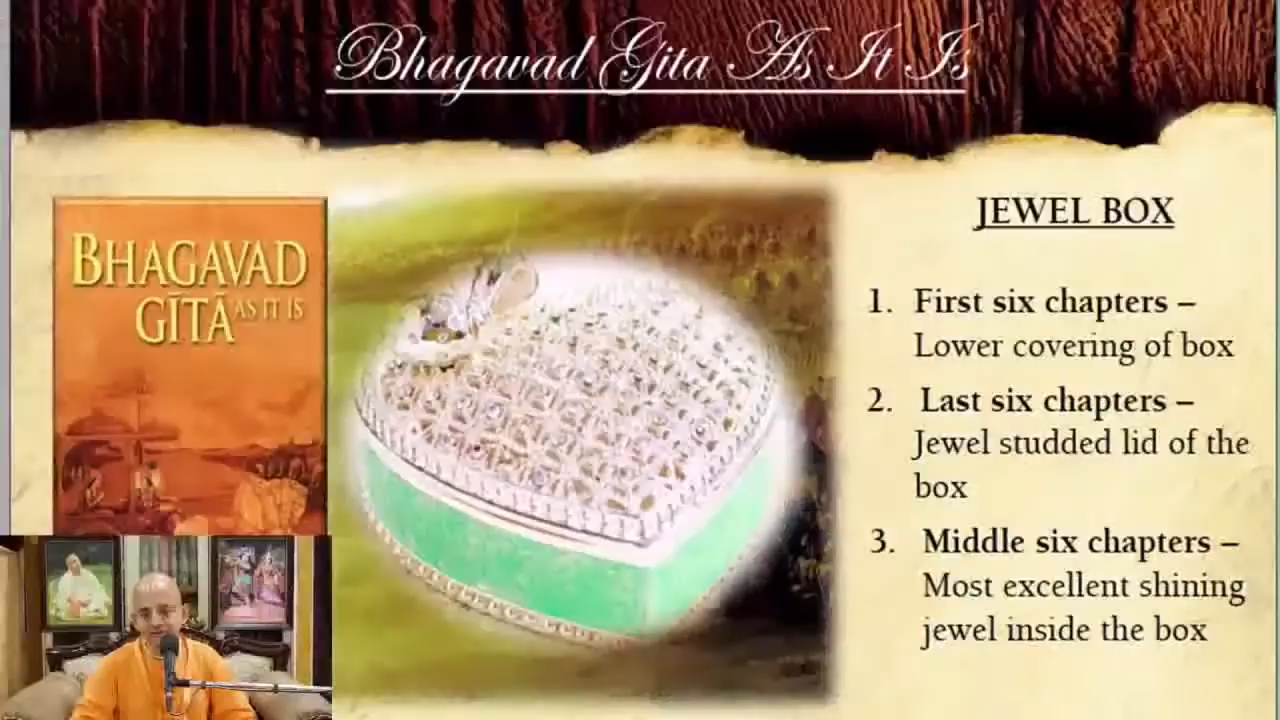 Bhagavad Gita As It Is
BHAGAVAD
GĪTĀ AS IT IS
JEWEL BOX
1. First six chapters –
Lower covering of box
2. Last six chapters –
Jewel studded lid of the
box
3. Middle six chapters –
Most excellent shining
jewel inside the box